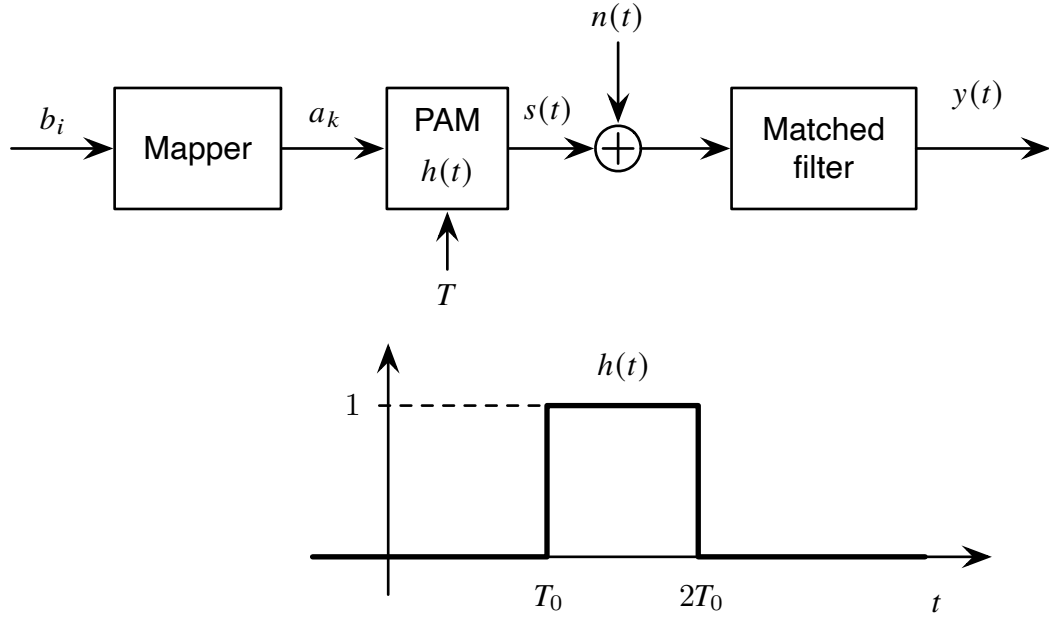 n(t)
b_i
Mapper
a_k
PAM
h(t)
s(t)
Matched
filter
y(t)
T
h(t)
1
T_0
2T_0
t